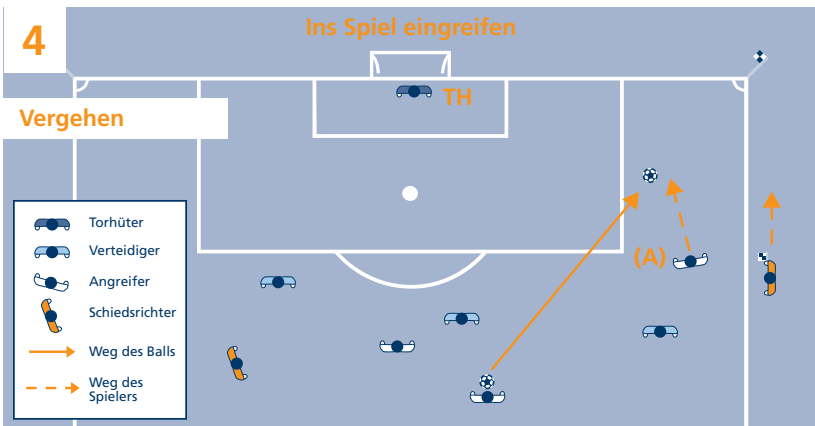 4
Ins Spiel eingreifen
TH
Vergehen
(A)
Torhüter
Verteidiger
Angreifer
Schiedsrichter
Weg des Balls
Weg des
Spielers